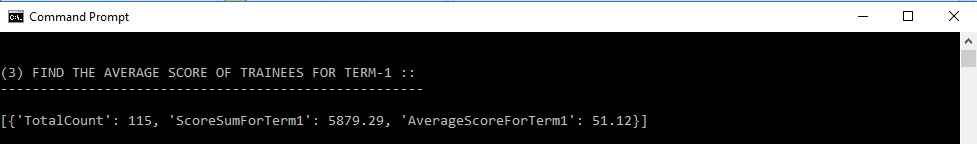 Command Prompt
(3) FIND THE AVERAGE SCORE OF TRAINEES FOR TERM-1 ::
-----------------------------------------------------
[{'TotalCount': 115, 'ScoreSumForTerm1': 5879.29, 'AverageScoreForTerm1': 51.12}]